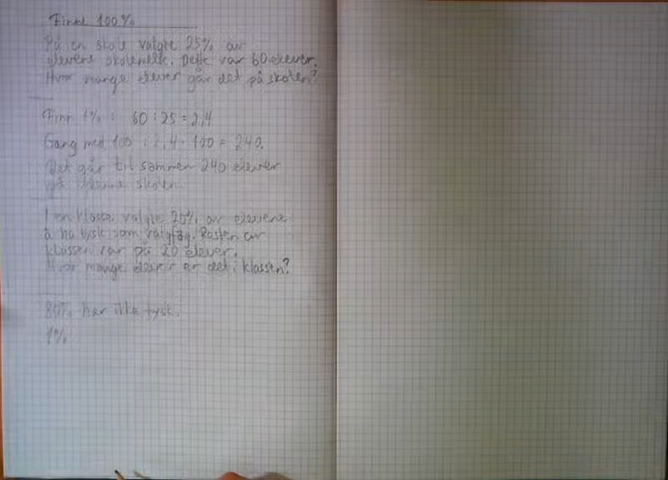 Finne 100%
På en skole valgte 25% av
elevene skolemelk. Dette var 60 elever.
Hvor mange elever går det på skolen?
Finn 1% : 60 : 25 = 2,4
Gang med 100 : 2,4 · 100 = 240.
Det går til sammen 240 elever
på denne skolen.
I en klasse valgte 20% av elevene
å ha tysk som valgfag. Resten av
klassen var på 20 elever.
Hvor mange elever er det i klassen?
80% har ikke tysk.
1%